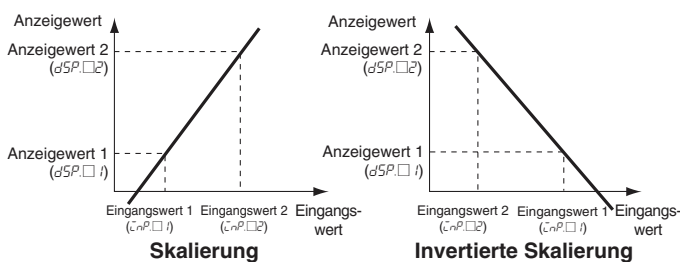 Anzeigewert
Anzeigewert 2
(dSP.□2)
Anzeigewert 1
(dSP.□1)
Eingangswert 1
(inP.□1)
Eingangswert 2
(inP.□2)
Eingangs-
wert
Skalierung
Anzeigewert
Anzeigewert 2
(dSP.□2)
Anzeigewert 1
(dSP.□1)
Eingangswert 2
(inP.□2)
Eingangswert 1
(inP.□1)
Eingangs-
wert
Invertierte Skalierung